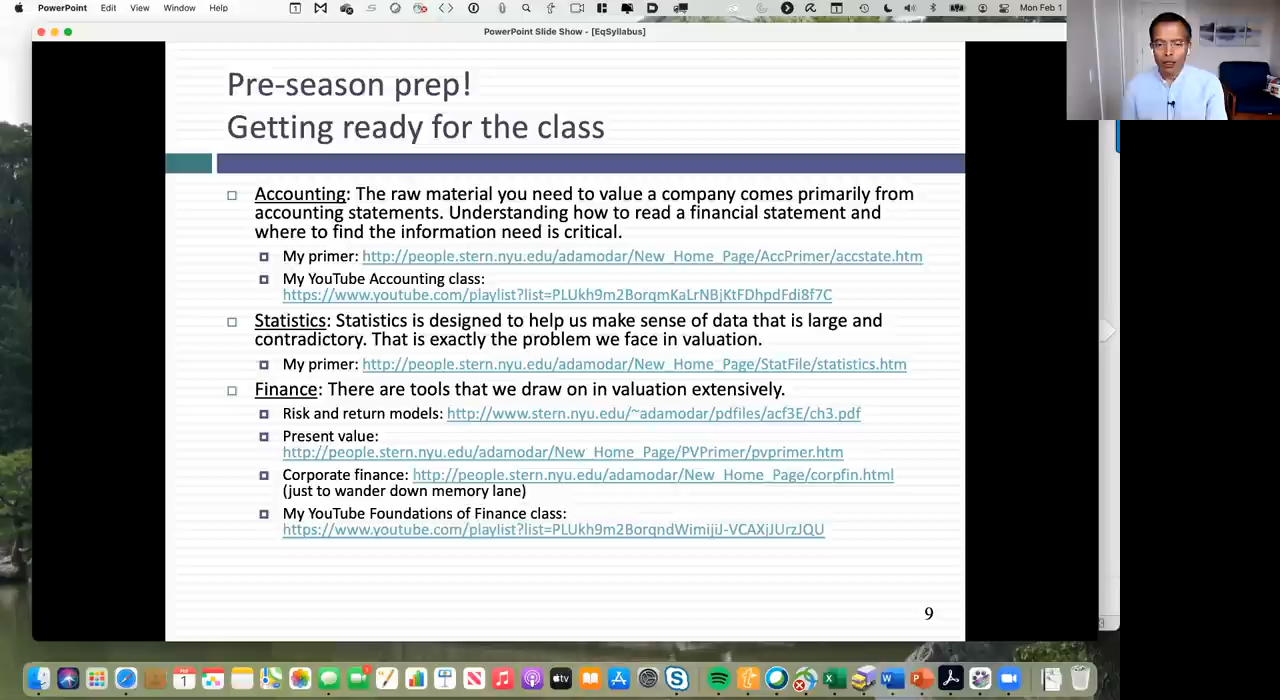 PowerPoint Edit View Window Help Mon Feb 1
PowerPoint Slide Show - [EqSyllabus]
Pre-season prep!
Getting ready for the class
Accounting: The raw material you need to value a company comes primarily from
accounting statements. Understanding how to read a financial statement and
where to find the information need is critical.
My primer: http://people.stern.nyu.edu/adamodar/New_Home_Page/AccPrimer/accstate.htm
My YouTube Accounting class:
https://www.youtube.com/playlist?list=PLUkh9m2BorqmKaLrNBjKtFDhpdFdi8f7C
Statistics: Statistics is designed to help us make sense of data that is large and
contradictory. That is exactly the problem we face in valuation.
My primer: http://people.stern.nyu.edu/adamodar/New_Home_Page/StatFile/statistics.htm
Finance: There are tools that we draw on in valuation extensively.
Risk and return models: http://www.stern.nyu.edu/~adamodar/pdfiles/acf3E/ch3.pdf
Present value:
http://people.stern.nyu.edu/adamodar/New_Home_Page/PVPrimer/pvprimer.htm
Corporate finance: http://people.stern.nyu.edu/adamodar/New_Home_Page/corpfin.html
(just to wander down memory lane)
My YouTube Foundations of Finance class:
https://www.youtube.com/playlist?list=PLUkh9m2BorqndWimijiJ-VCAXjJUrzJQU
9